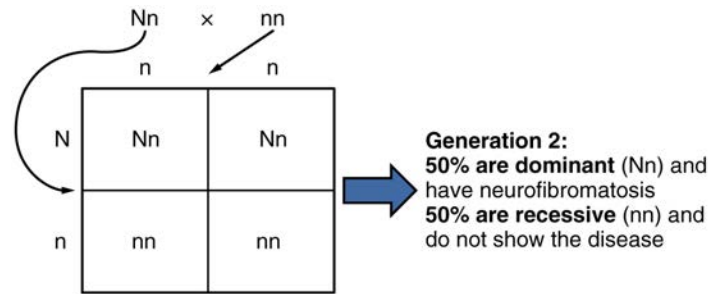 Nn × nn
n n
N Nn Nn
n nn nn
Generation 2:
50% are dominant (Nn) and
have neurofibromatosis
50% are recessive (nn) and
do not show the disease